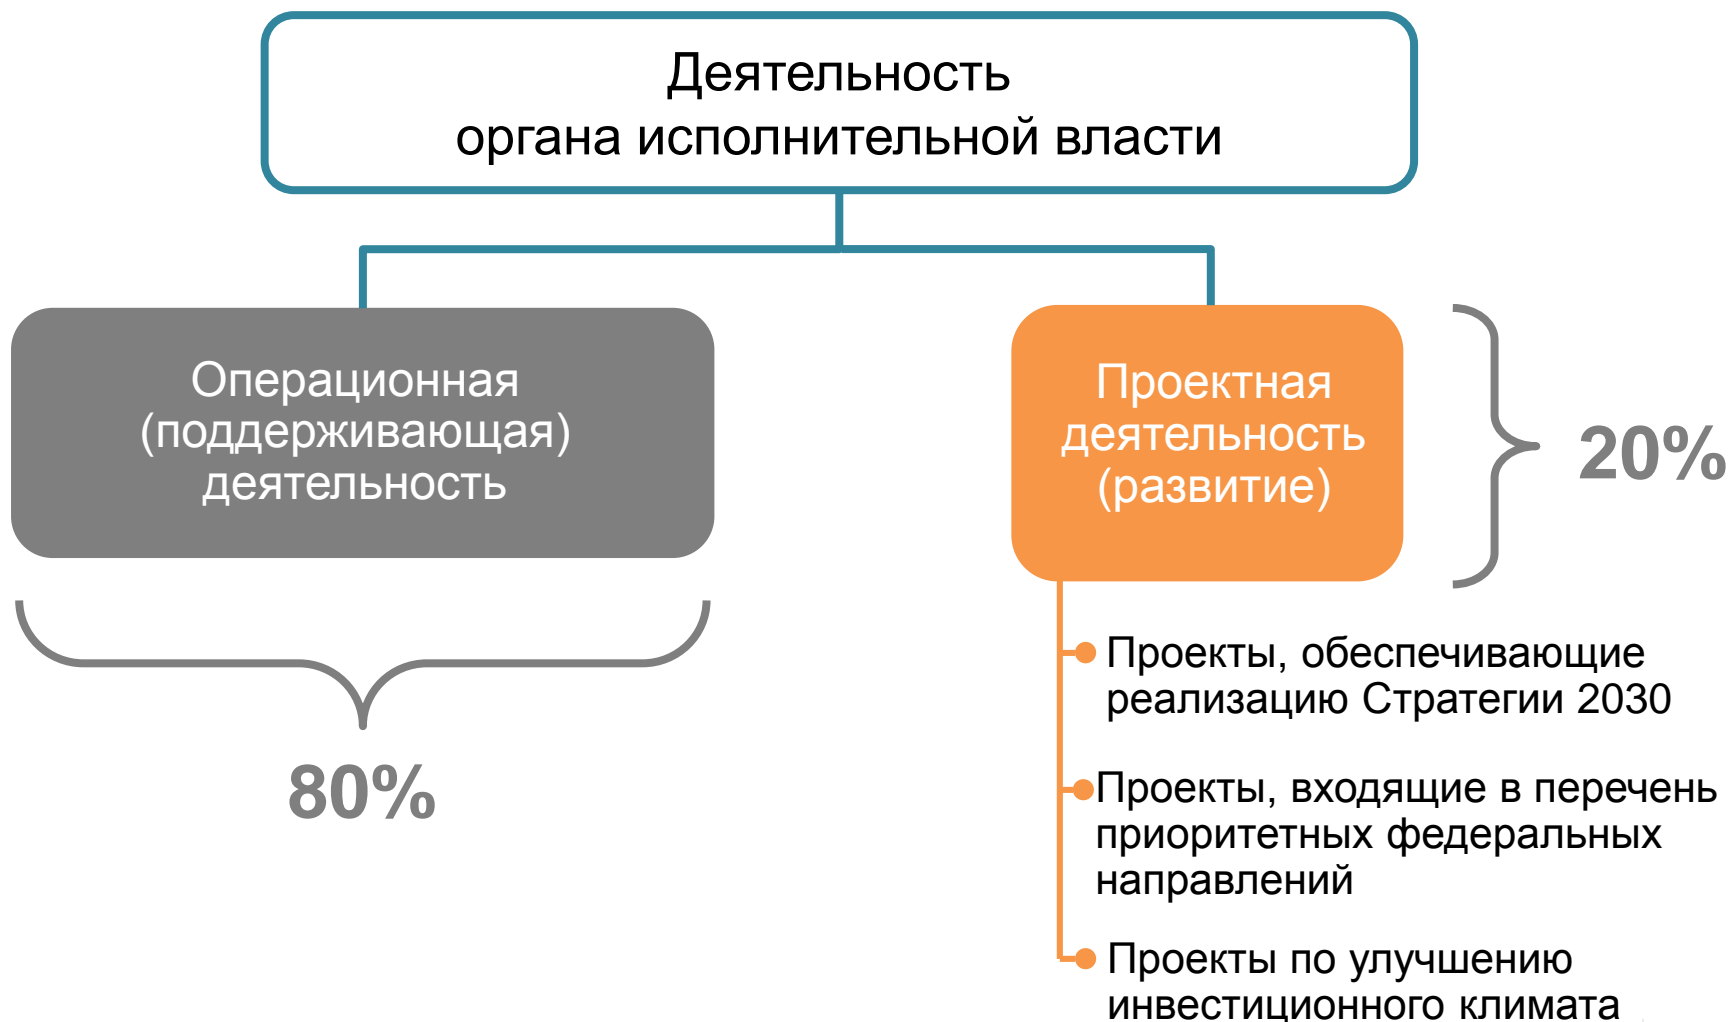 Деятельность
органа исполнительной власти
Операционная
(поддерживающая)
деятельность
80%
Проектная
деятельность
(развитие)
20%
Проекты, обеспечивающие
реализацию Стратегии 2030
Проекты, входящие в перечень
приоритетных федеральных
направлений
Проекты по улучшению
инвестиционного климата